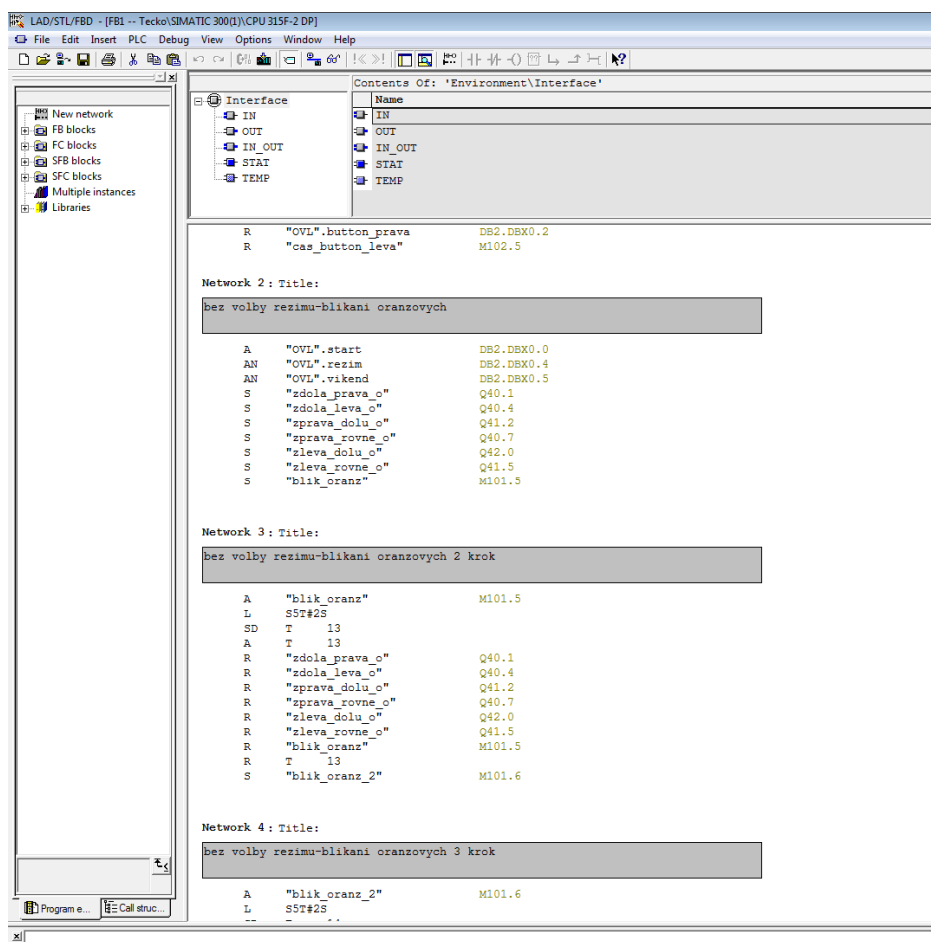 LAD/STL/FBD - [FB1 -- Tecko\SIMATIC 300(1)\CPU 315F-2 DP]
File Edit Insert PLC Debug View Options Window Help
New network
FB blocks
FC blocks
SFB blocks
SFC blocks
Multiple instances
Libraries
Program e...
Call struc...
Interface
IN
OUT
IN_OUT
STAT
TEMP
Contents Of: 'Environment\Interface'
Name
IN
OUT
IN_OUT
STAT
TEMP
R "OVL".button_prava DB2.DBX0.2
R "cas_button_leva" M102.5
Network 2 : Title:
bez volby rezimu-blikani oranzovych
A "OVL".start DB2.DBX0.0
AN "OVL".rezim DB2.DBX0.4
AN "OVL".vikend DB2.DBX0.5
S "zdola_prava_o" Q40.1
S "zdola_leva_o" Q40.4
S "zprava_dolu_o" Q41.2
S "zprava_rovne_o" Q40.7
S "zleva_dolu_o" Q42.0
S "zleva_rovne_o" Q41.5
S "blik_oranz" M101.5
Network 3 : Title:
bez volby rezimu-blikani oranzovych 2 krok
A "blik_oranz" M101.5
L S5T#2S
SD T 13
A T 13
R "zdola_prava_o" Q40.1
R "zdola_leva_o" Q40.4
R "zprava_dolu_o" Q41.2
R "zprava_rovne_o" Q40.7
R "zleva_dolu_o" Q42.0
R "zleva_rovne_o" Q41.5
R "blik_oranz" M101.5
R T 13
S "blik_oranz_2" M101.6
Network 4 : Title:
bez volby rezimu-blikani oranzovych 3 krok
A "blik_oranz_2" M101.6
L S5T#2S